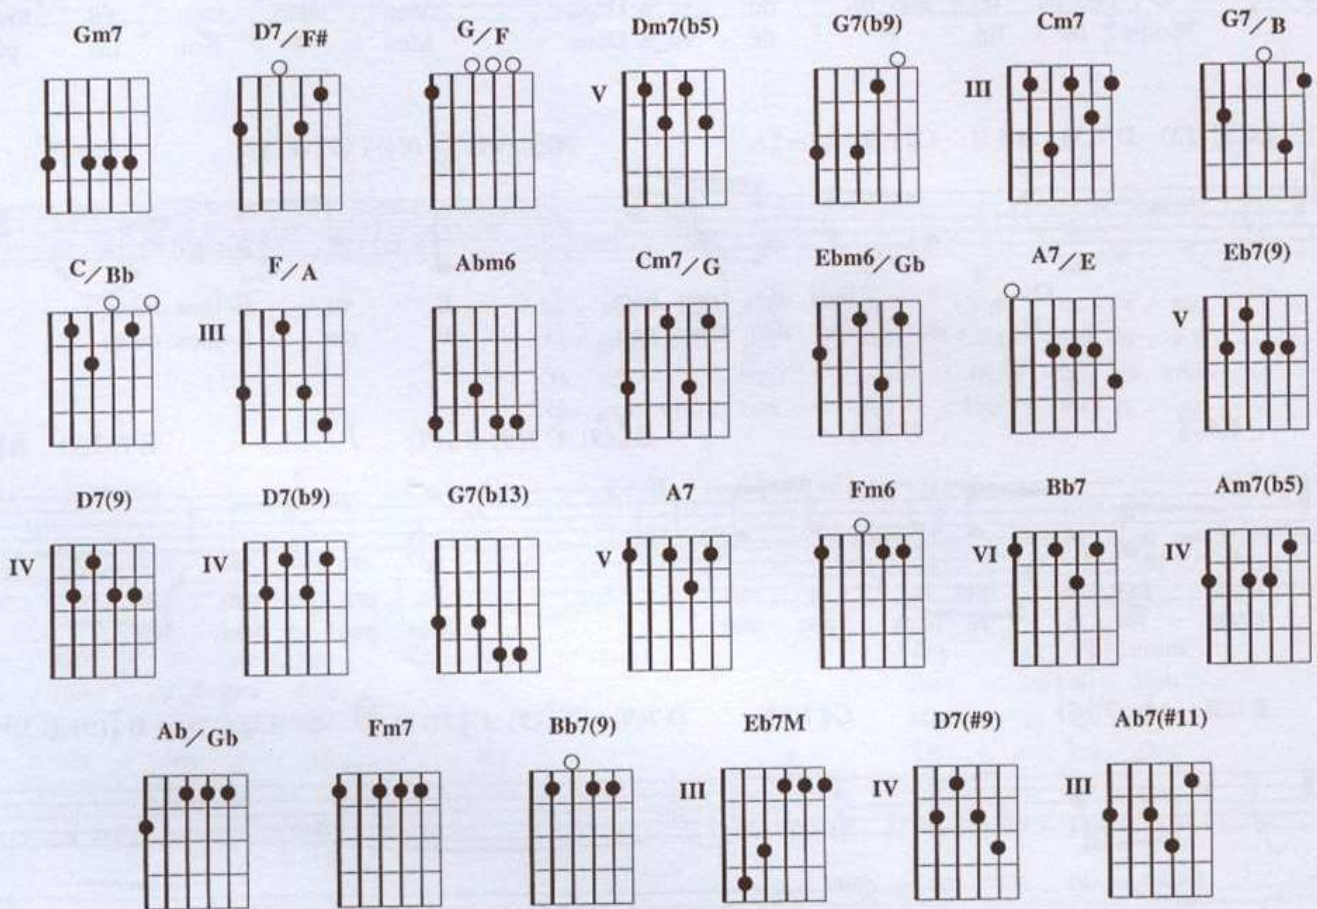 Gm7 D7/F# G/F Dm7(b5) G7(b9) Cm7 G7/B
V III
C/Bb F/A Abm6 Cm7/G Ebm6/Gb A7/E Eb7(9)
III V
D7(9) D7(b9) G7(b13) A7 Fm6 Bb7 Am7(b5)
IV IV V VI IV
Ab/Gb Fm7 Bb7(9) Eb7M D7(#9) Ab7(#11)
III IV III